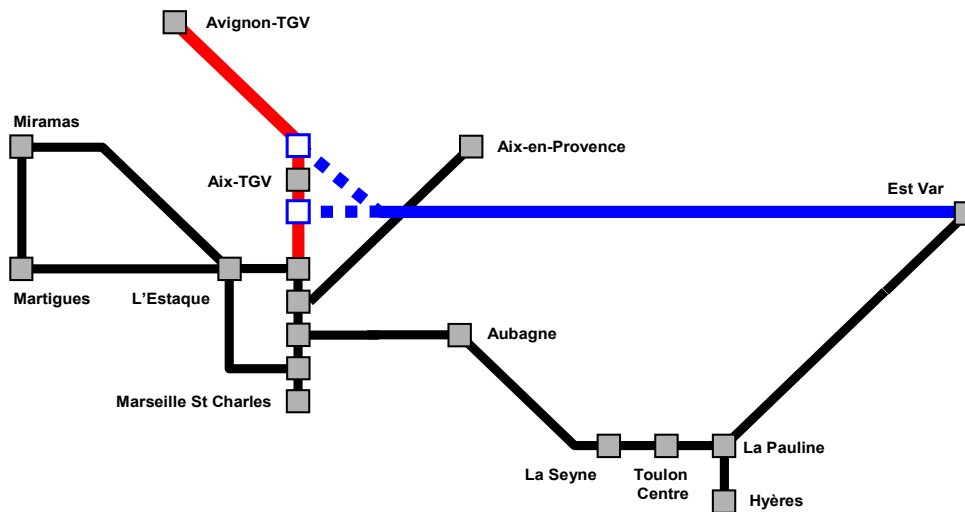 Avignon-TGV
Miramas
Aix-en-Provence
Aix-TGV
Est Var
Martigues
L'Estaque
Aubagne
Marseille St Charles
La Seyne
Toulon
Centre
La Pauline
Hyères